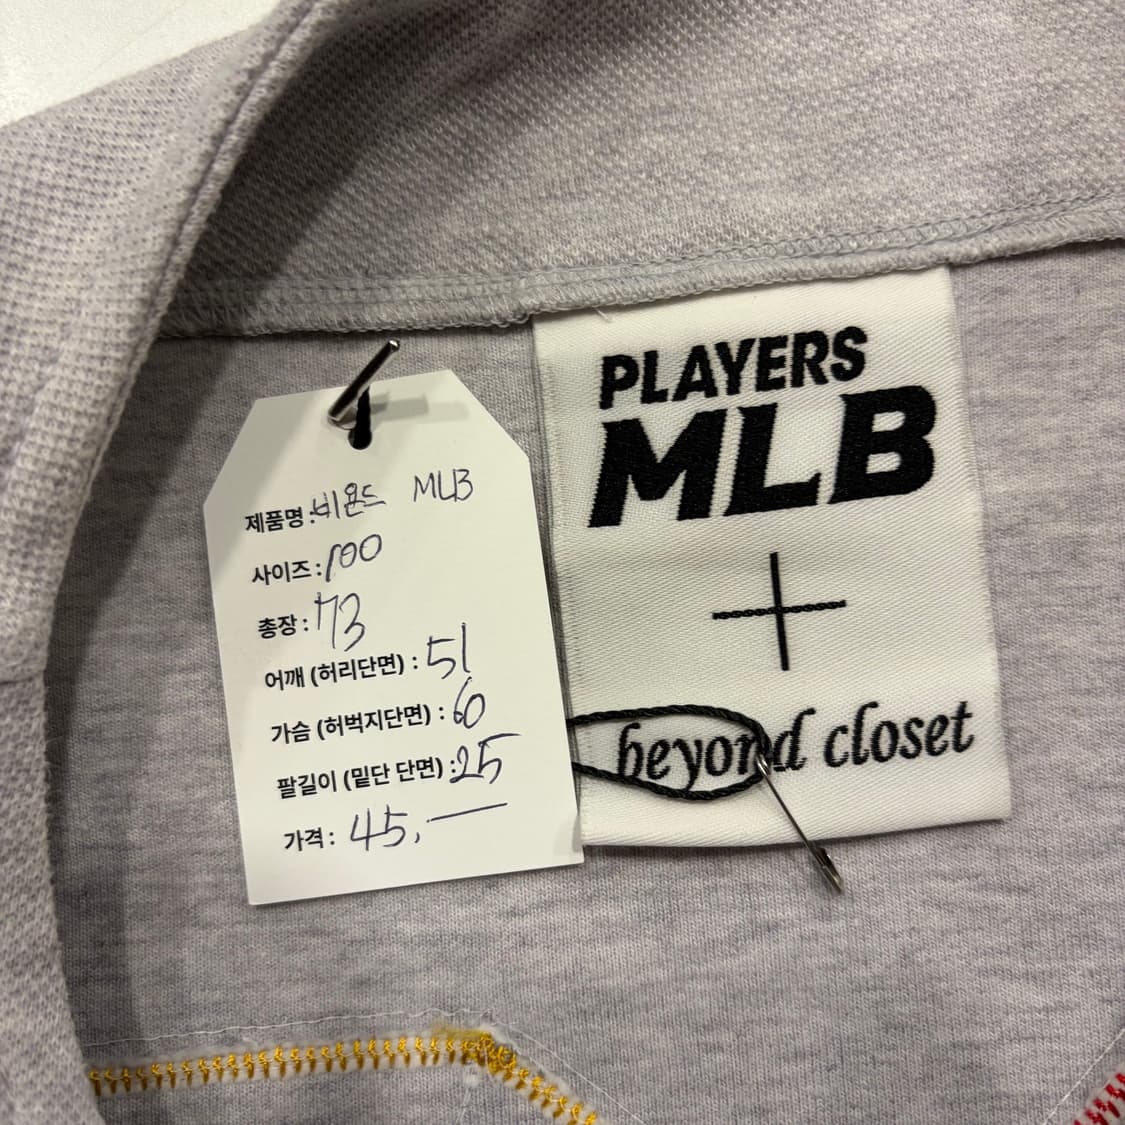 제품명: 비욘드 MLB
사이즈: 100
총장: 73
어깨 (허리단면) : 51
가슴 (허벅지단면) : 60
팔길이 (밑단 단면) : 25
가격: 45,—
PLAYERS
MLB
+
beyond closet